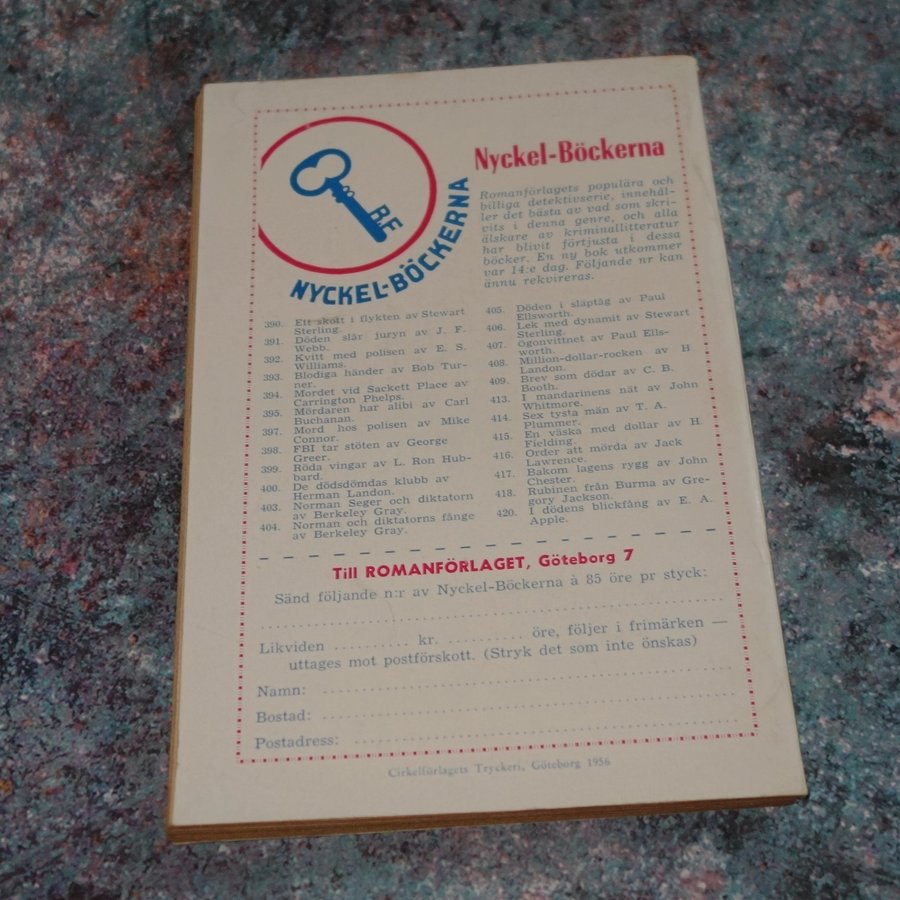 R.F
NYCKEL-BÖCKERNA
Nyckel-Böckerna
Romanförlagets populära och
billiga detektivserie, innehål-
ler det bästa av vad som skri-
vits i denna genre, och alla
älskare av kriminallitteratur
har blivit förtjusta i dessa
böcker. En ny bok utkommer
var 14:e dag. Följande nr kan
ännu rekvireras.
390. Ett skott i flykten av Stewart
Sterling.
391. Döden slår juryn av J. F.
Webb.
392. Kvitt med polisen av E. S.
Williams.
393. Blodiga händer av Bob Tur-
ner.
394. Mordet vid Sackett Place av
Carrington Phelps.
395. Mördaren har alibi av Carl
Buchanan.
397. Mord hos polisen av Mike
Connor.
398. FBI tar stöten av George
Greer.
399. Röda vingar av L. Ron Hub-
bard.
400. De dödsdömdas klubb av
Herman Landon.
403. Norman Seger och diktatorn
av Berkeley Gray.
404. Norman och diktatorns fånge
av Berkeley Gray.
405. Döden i släptåg av Paul
Ellsworth.
406. Lek med dynamit av Stewart
Sterling.
407. Ögonvittnet av Paul Ells-
worth.
408. Million-dollar-rocken av H
Landon.
409. Brev som dödar av C. B.
Booth.
413. I mandarinens nät av John
Whitmore.
414. Sex tysta män av T. A.
Plummer.
415. En väska med dollar av H.
Fielding.
416. Order att mörda av Jack
Lawrence.
417. Bakom lagens rygg av John
Chester.
418. Rubinen från Burma av Gre-
gory Jackson.
420. I dödens blickfång av E. A.
Apple.
Till ROMANFÖRLAGET, Göteborg 7
Sänd följande n:r av Nyckel-Böckerna à 85 öre pr styck:
Likviden .......... kr. .......... öre, följer i frimärken —
uttages mot postförskott. (Stryk det som inte önskas)
Namn:
Bostad:
Postadress:
Cirkelförlagets Tryckeri, Göteborg 1956